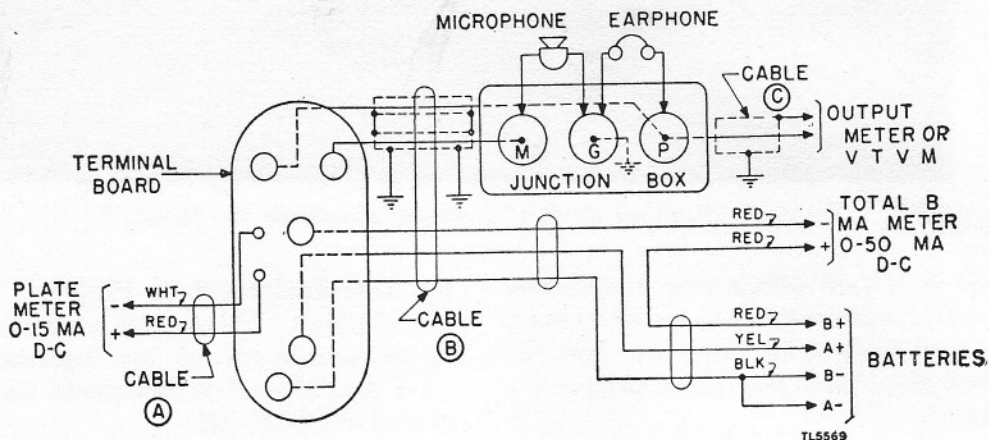 MICROPHONE
EARPHONE
CABLE
C
OUTPUT
METER OR
V T V M
TERMINAL
BOARD
M
G
P
JUNCTION BOX
TOTAL B
MA METER
0-50 MA
D-C
RED
-
RED
+
PLATE
METER
0-15 MA
D-C
-
WHT
+
RED
CABLE
A
CABLE
B
RED
B+
YEL
A+
BLK
B-
A-
BATTERIES
TL5569